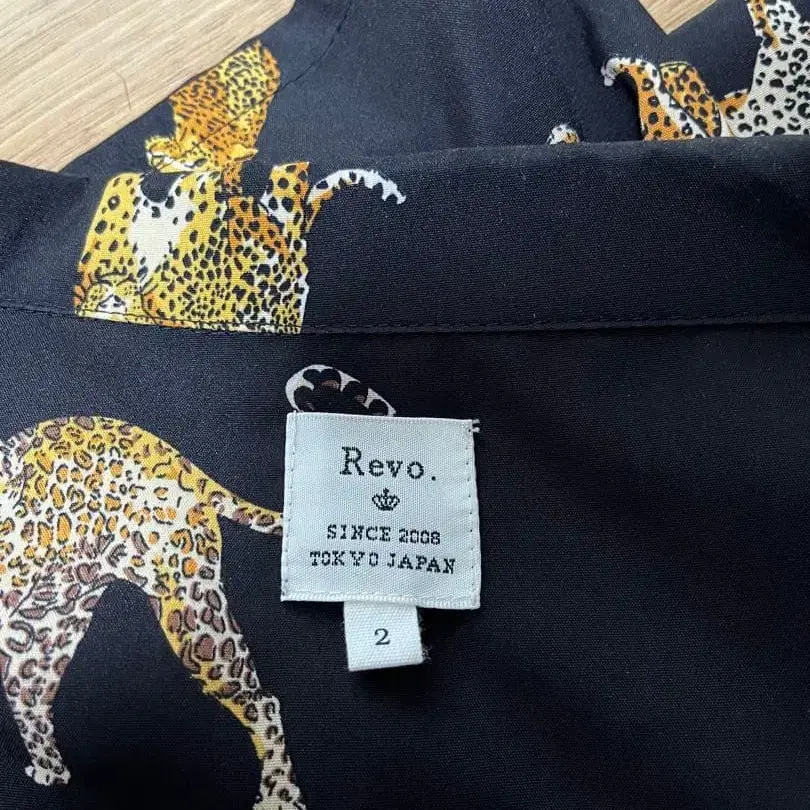 Revo.
SINCE 2008
TOKYO JAPAN
2